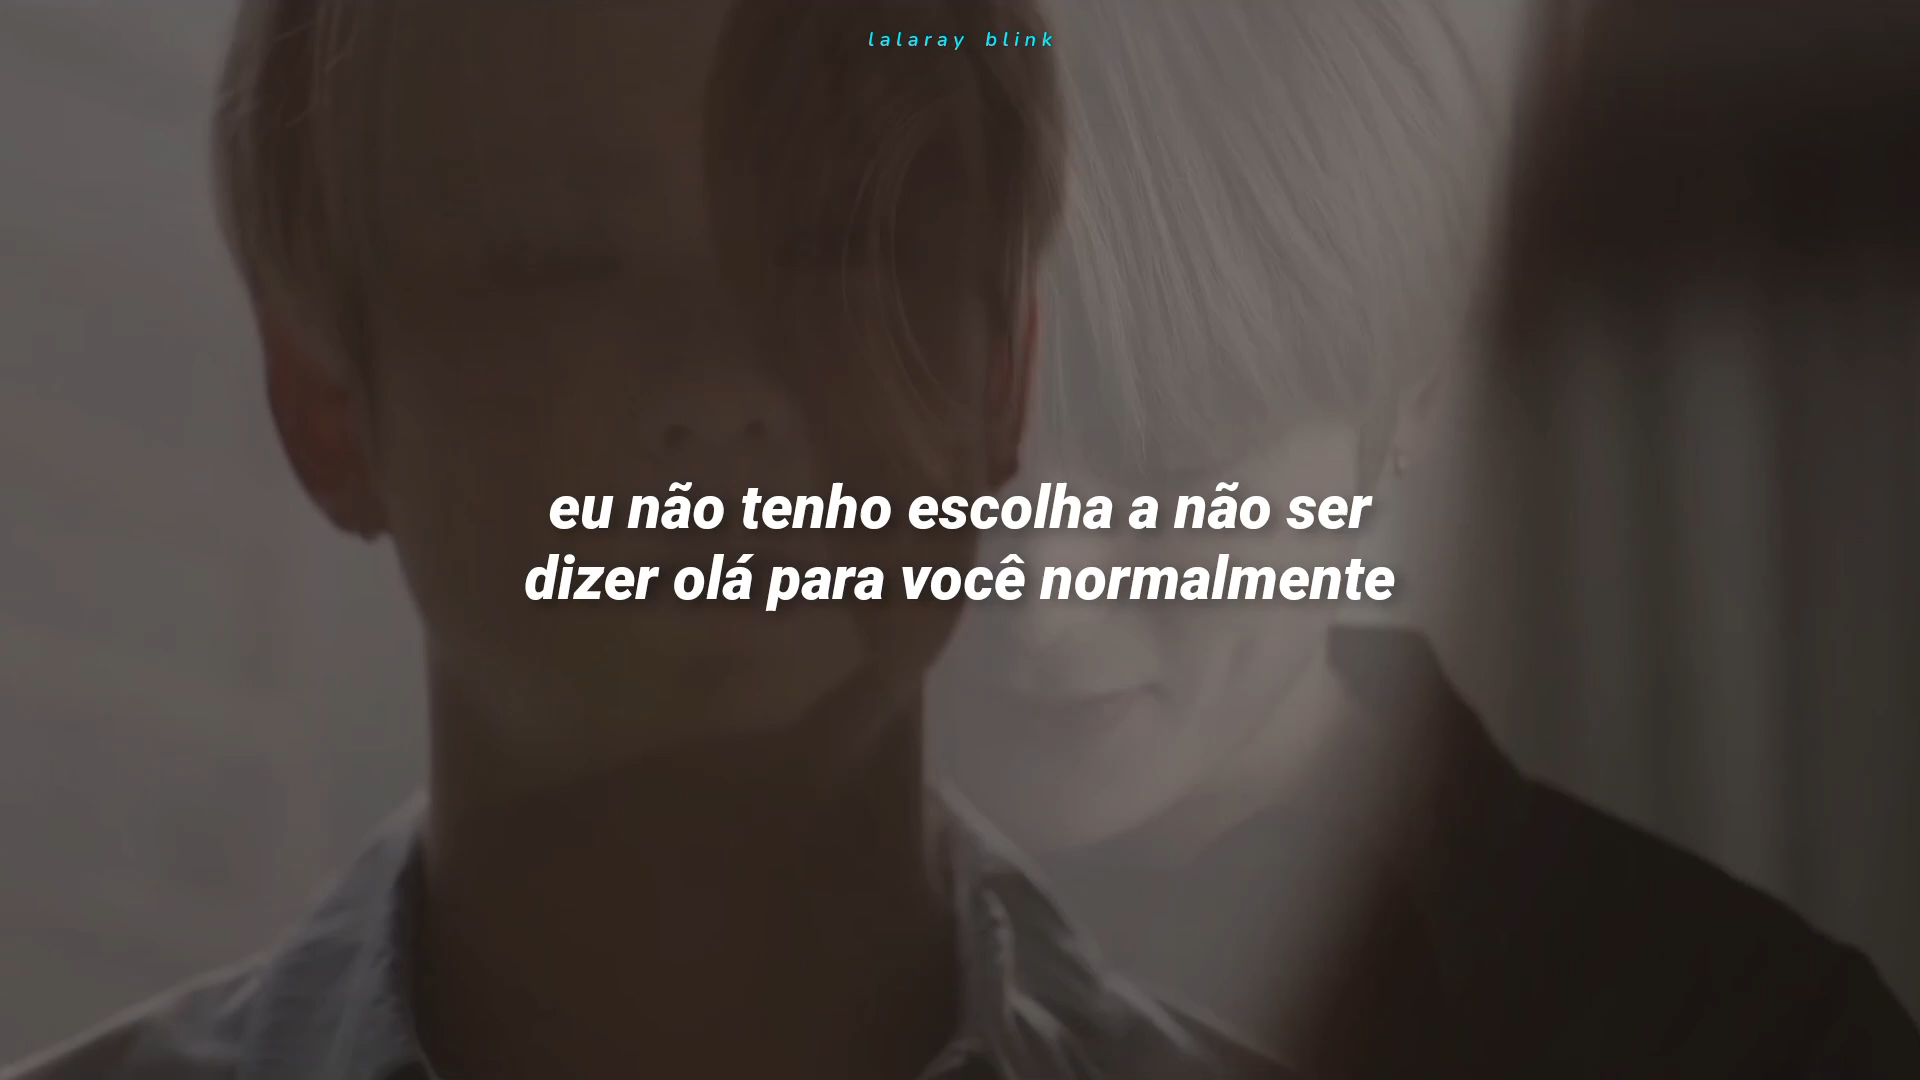 lalaray blink
eu não tenho escolha a não ser
dizer olá para você normalmente